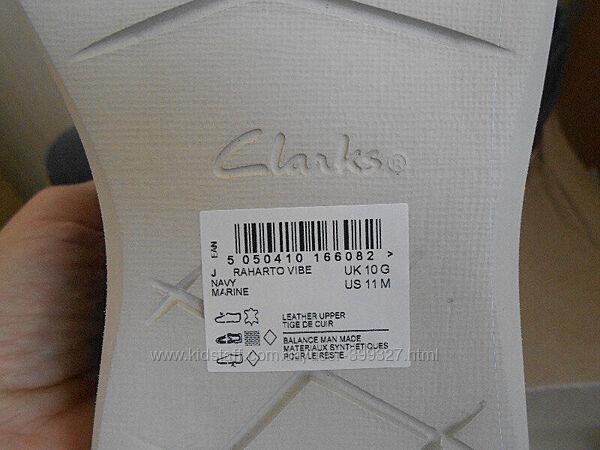 Clarks®
EAN
5 050410 166082 >
J RAHARTO VIBE UK 10 G
NAVY US 11 M
MARINE
LEATHER UPPER
TIGE DE CUIR
BALANCE MAN MADE
MATERIAUX SYNTHETIQUES
POUR LE RESTE.